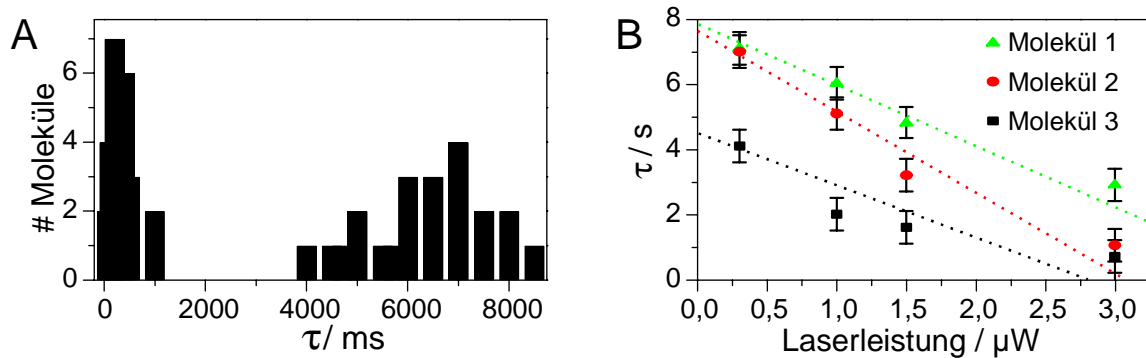 A
# Moleküle
6
4
2
0
0 2000 4000 6000 8000
τ/ ms
B
τ/ s
8
6
4
2
0
Molekül 1
Molekül 2
Molekül 3
0,0 0,5 1,0 1,5 2,0 2,5 3,0
Laserleistung / µW